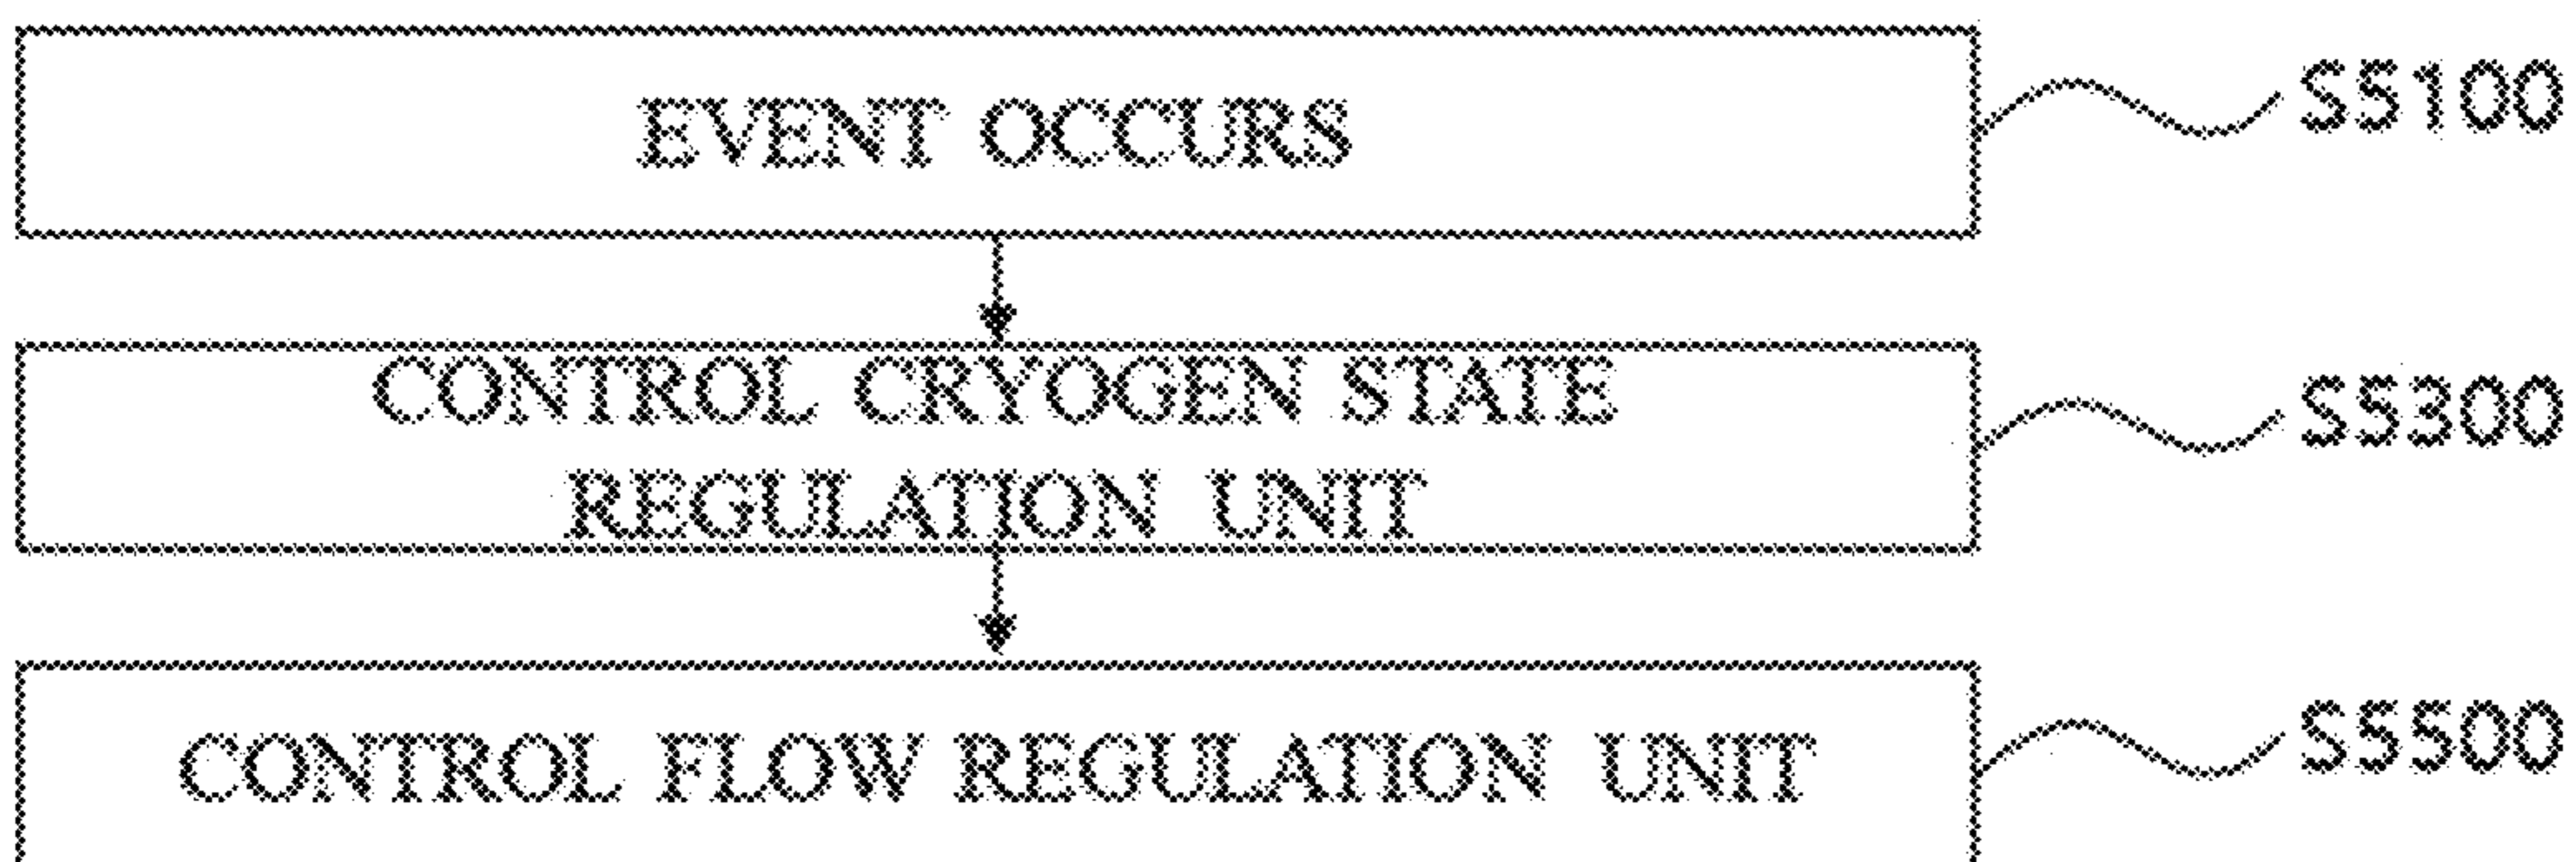 EVENT OCCURS
S5100
CONTROL CRYOGEN STATE
REGULATION UNIT
S5300
CONTROL FLOW REGULATION UNIT
S5500